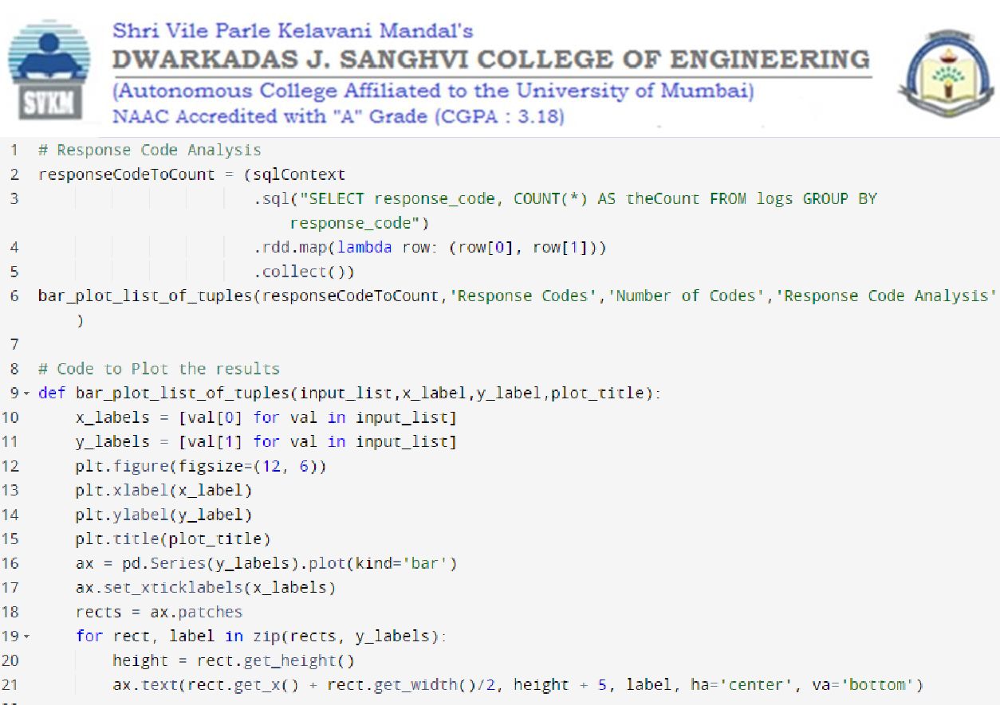 Shri Vile Parle Kelavani Mandal's
DWARKADAS J. SANGHVI COLLEGE OF ENGINEERING
(Autonomous College Affiliated to the University of Mumbai)
NAAC Accredited with "A" Grade (CGPA : 3.18)
SVKM
1 # Response Code Analysis
2 responseCodeToCount = (sqlContext
3 .sql("SELECT response_code, COUNT(*) AS theCount FROM logs GROUP BY
response_code")
4 .rdd.map(lambda row: (row[0], row[1]))
5 .collect())
6 bar_plot_list_of_tuples(responseCodeToCount,'Response Codes','Number of Codes','Response Code Analysis'
)
7
8 # Code to Plot the results
9 def bar_plot_list_of_tuples(input_list,x_label,y_label,plot_title):
10 x_labels = [val[0] for val in input_list]
11 y_labels = [val[1] for val in input_list]
12 plt.figure(figsize=(12, 6))
13 plt.xlabel(x_label)
14 plt.ylabel(y_label)
15 plt.title(plot_title)
16 ax = pd.Series(y_labels).plot(kind='bar')
17 ax.set_xticklabels(x_labels)
18 rects = ax.patches
19 for rect, label in zip(rects, y_labels):
20 height = rect.get_height()
21 ax.text(rect.get_x() + rect.get_width()/2, height + 5, label, ha='center', va='bottom')